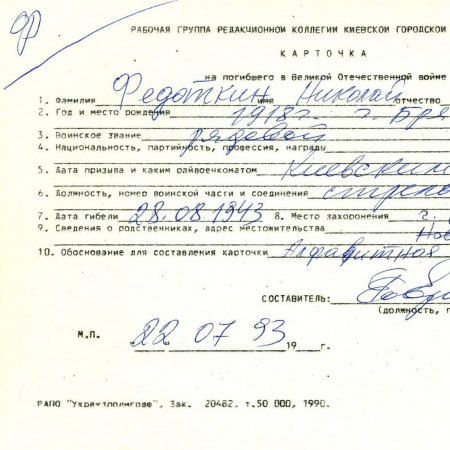 ф
РАБОЧАЯ ГРУППА РЕДАКЦИОННОЙ КОЛЛЕГИИ КИЕВСКОЙ ГОРОДСКОЙ
КАРТОЧКА
на погибшего в Великой Отечественной войне
1. Фамилия Федоткин имя Николай отчество
2. Год и место рождения 1918 г. г. Бря
3. Воинское звание рядовой
4. Национальность, партийность, профессия, награды
5. Дата призыва и каким райвоенкоматом Киевским
6. Должность, номер воинской части и соединения стрелк
7. Дата гибели 28.08 1943 8. Место захоронения г.
9. Сведения о родственниках, адрес местожительства Нов
10. Обоснование для составления карточки Алфавитная
СОСТАВИТЕЛЬ:
(должность, п
М.П. 22 07 93 19 г.
РАПО "Укрвузполиграф", Зак. 20482. т.50 000, 1990.